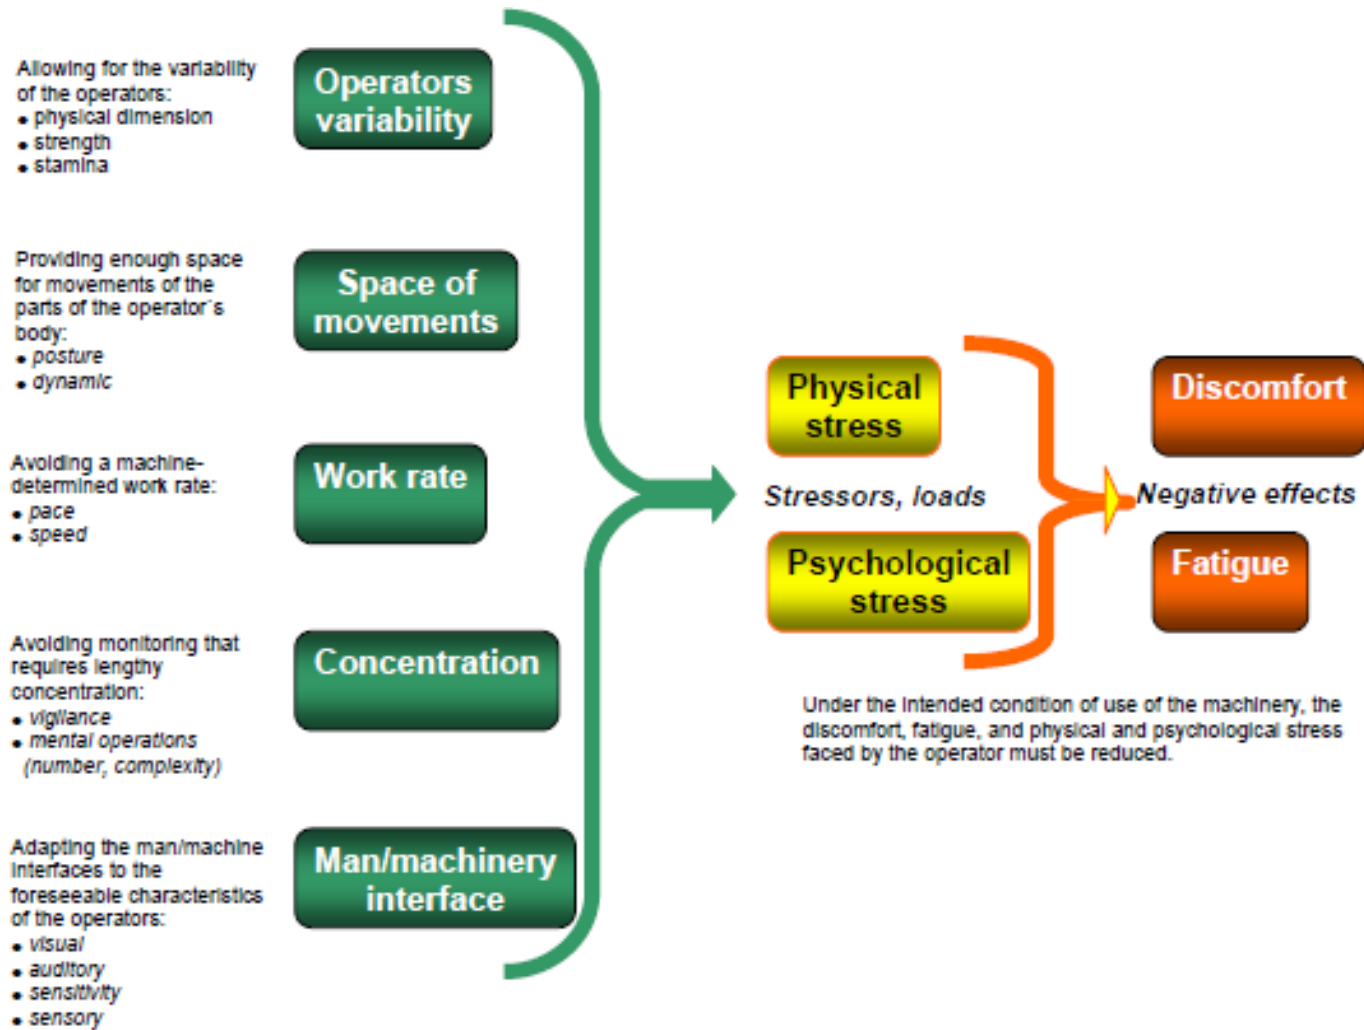 Allowing for the variability
of the operators:
• physical dimension
• strength
• stamina
Operators
variability
Providing enough space
for movements of the
parts of the operator´s
body:
• posture
• dynamic
Space of
movements
Avoiding a machine-
determined work rate:
• pace
• speed
Work rate
Avoiding monitoring that
requires lengthy
concentration:
• vigilance
• mental operations
(number, complexity)
Concentration
Adapting the man/machine
interfaces to the
foreseeable characteristics
of the operators:
• visual
• auditory
• sensitivity
• sensory
Man/machinery
interface
Physical
stress
Stressors, loads
Psychological
stress
Discomfort
Negative effects
Fatigue
Under the intended condition of use of the machinery, the
discomfort, fatigue, and physical and psychological stress
faced by the operator must be reduced.